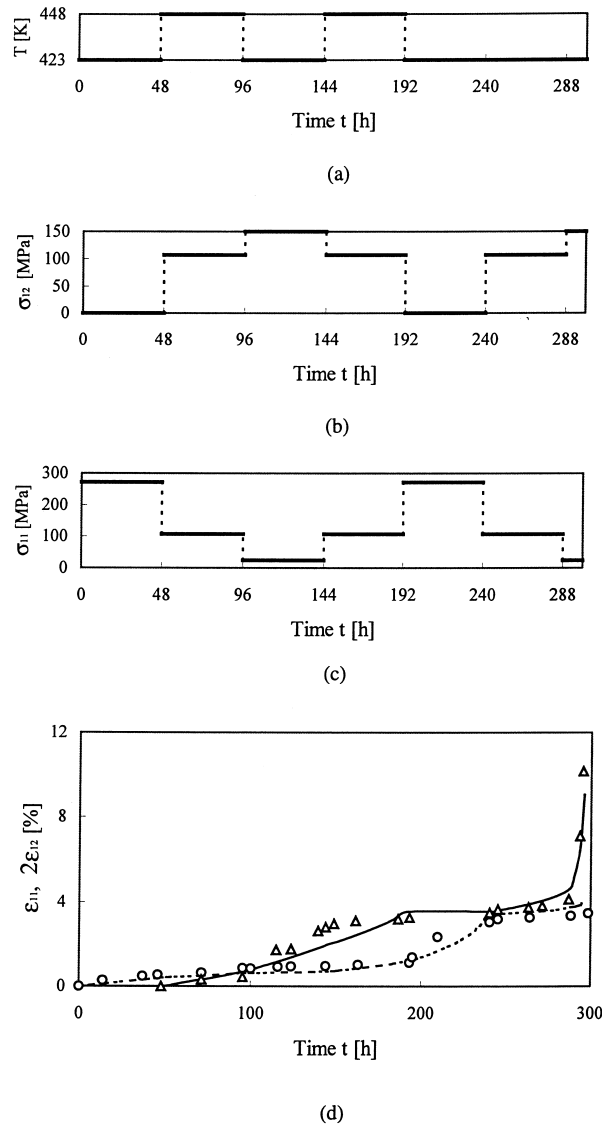 T [K]
448
423
0 48 96 144 192 240 288
Time t [h]
(a)
σ12 [MPa]
150
100
50
0
0 48 96 144 192 240 288
Time t [h]
(b)
σ11 [MPa]
300
200
100
0
0 48 96 144 192 240 288
Time t [h]
(c)
ε11, 2ε12 [%]
12
8
4
0
0 100 200 300
Time t [h]
(d)